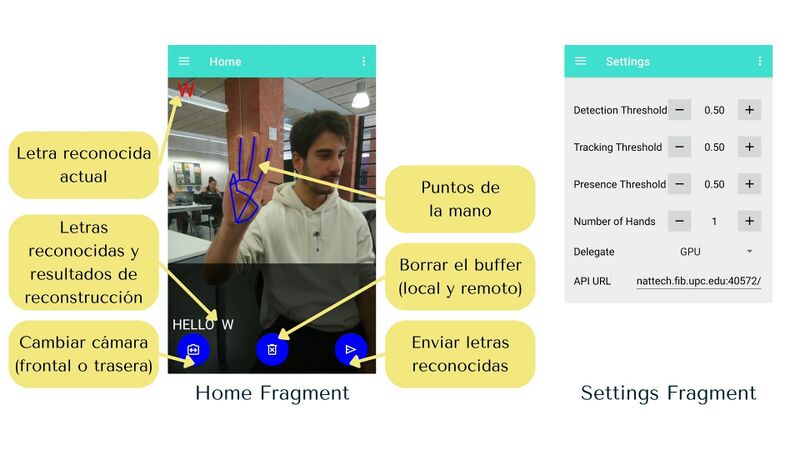 Home
W
Letra reconocida
actual
Puntos de
la mano
Letras
reconocidas y
resultados de
reconstrucción
Borrar el buffer
(local y remoto)
HELLO W
Cambiar cámara
(frontal o trasera)
Enviar letras
reconocidas
Home Fragment
Settings
Detection Threshold − 0.50 +
Tracking Threshold − 0.50 +
Presence Threshold − 0.50 +
Number of Hands − 1 +
Delegate GPU
API URL nattech.fib.upc.edu:40572/
Settings Fragment